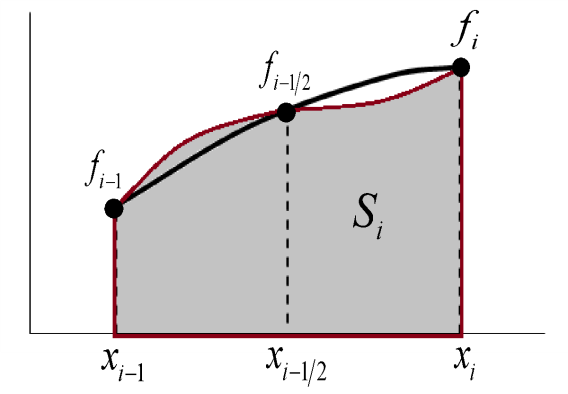 f_i
f_{i-1/2}
f_{i-1}
S_i
x_{i-1} x_{i-1/2} x_i